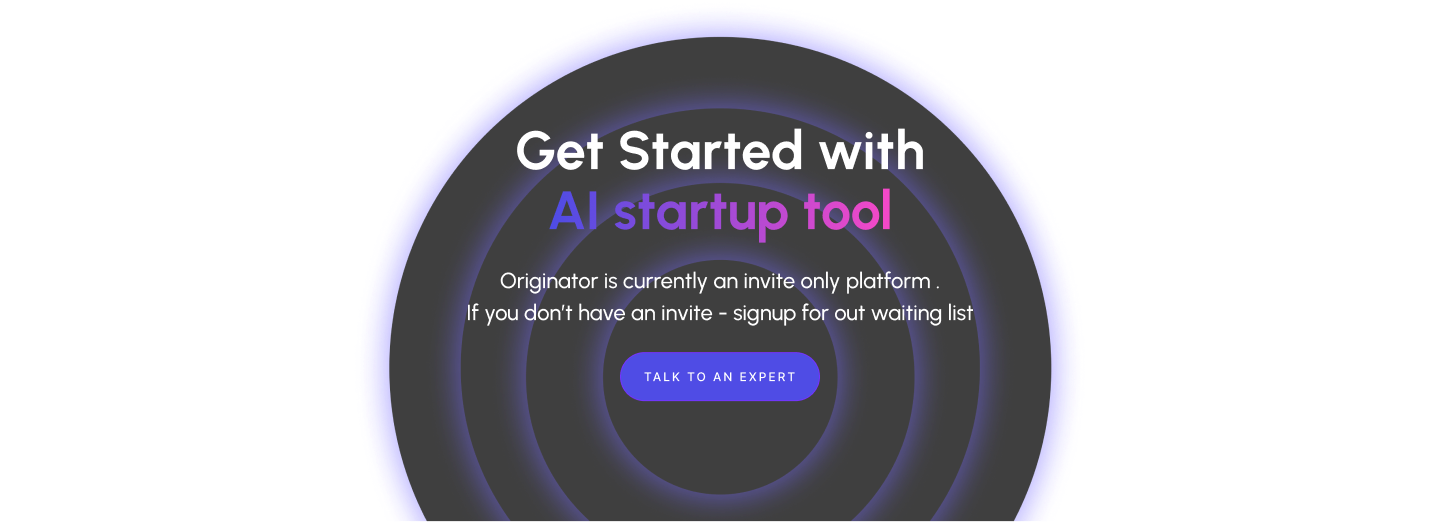 Get Started with
AI startup tool
Originator is currently an invite only platform .
If you don’t have an invite - signup for out waiting list
TALK TO AN EXPERT